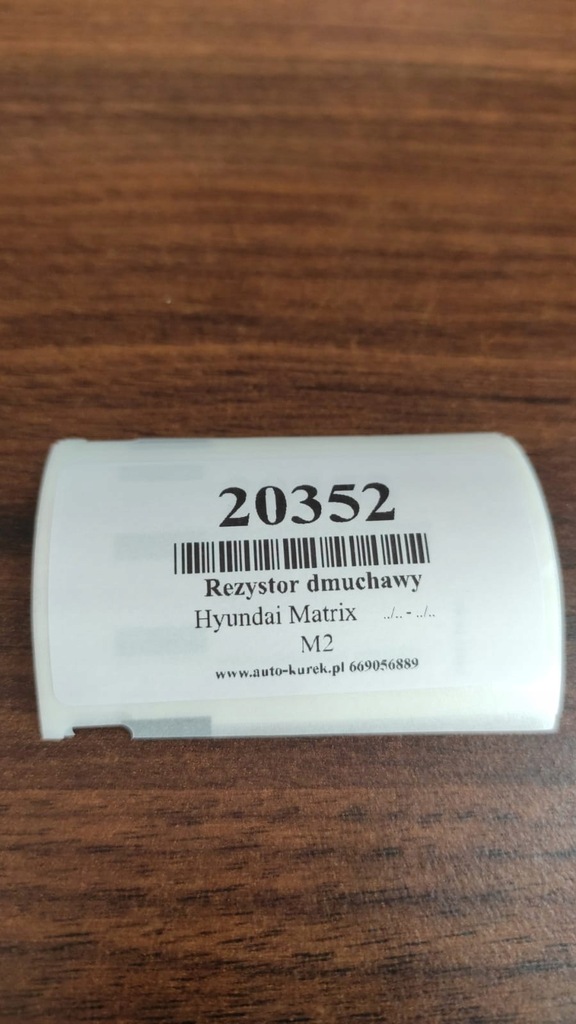 20352
Rezystor dmuchawy
Hyundai Matrix ../.. - ../..
M2
www.auto-kurek.pl 669056889